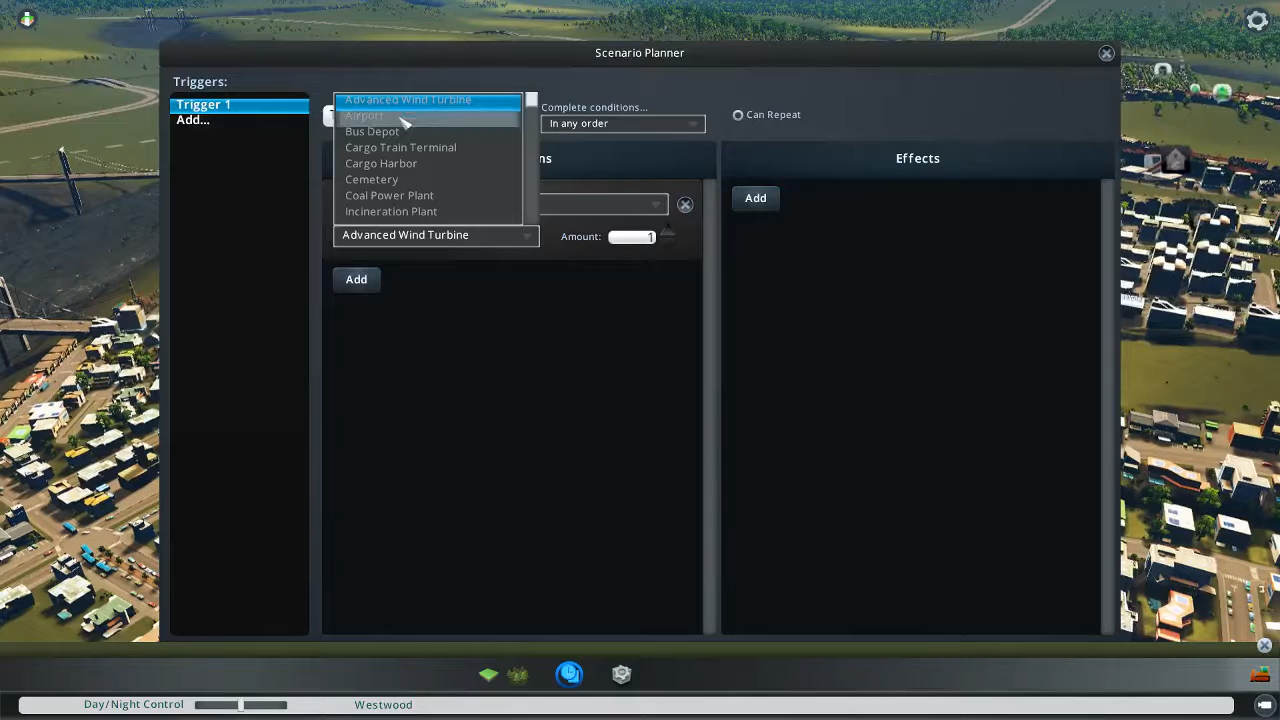 Scenario Planner
Triggers:
Trigger 1
Add...
Advanced Wind Turbine
Airport
Bus Depot
Cargo Train Terminal
Cargo Harbor
Cemetery
Coal Power Plant
Incineration Plant
Advanced Wind Turbine
Amount: 1
Add
Complete conditions...
In any order
Can Repeat
Effects
Add
Day/Night Control
Westwood